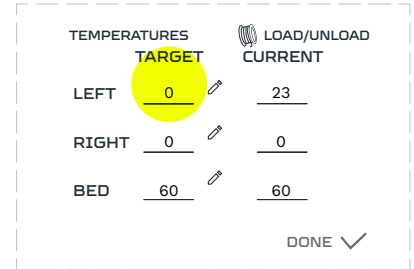 TEMPERATURES LOAD/UNLOAD
TARGET CURRENT
LEFT 0 23
RIGHT 0 0
BED 60 60
DONE